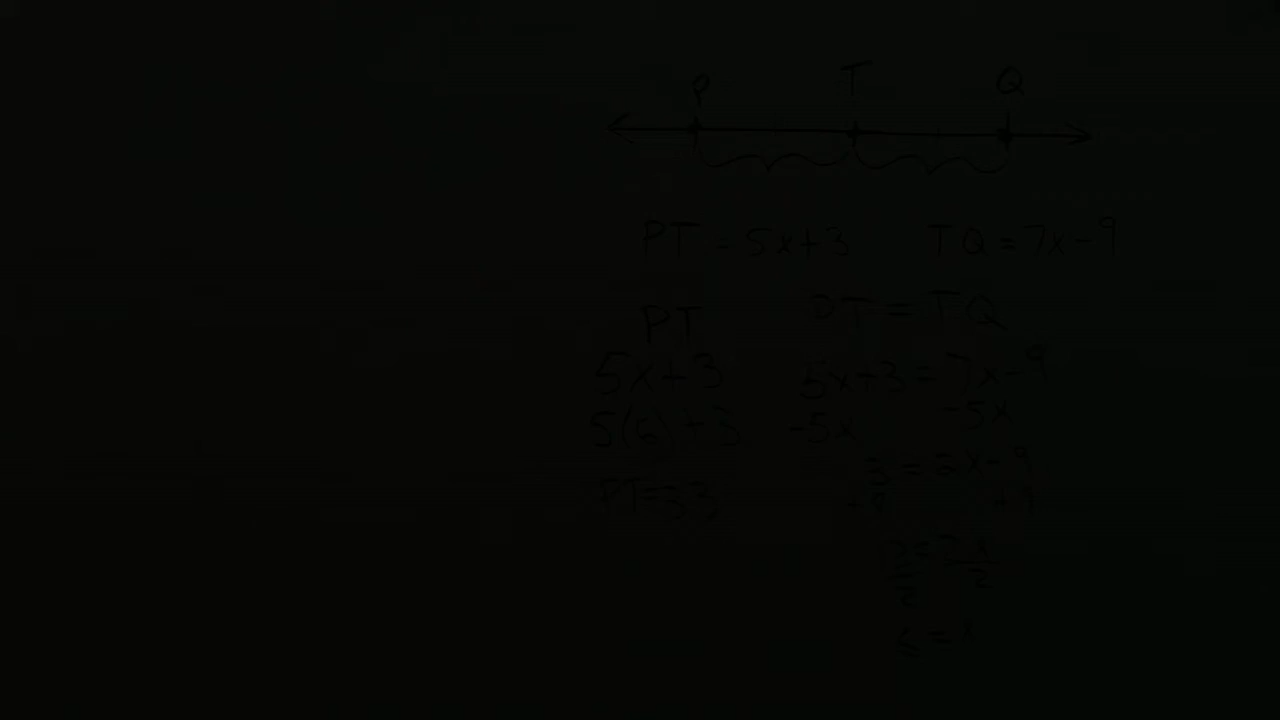 P T Q
PT = 5x+3 TQ = 7x-9
PT PT = TQ
5x+3 5x+3 = 7x-9
5(6)+3 -5x -5x
3 = 2x-9
PT=33 +9 +9
12 = 2x
2 2
6 = x